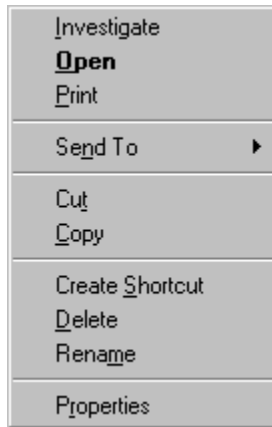 Investigate
Open
Print
Send To
Cut
Copy
Create Shortcut
Delete
Rename
Properties